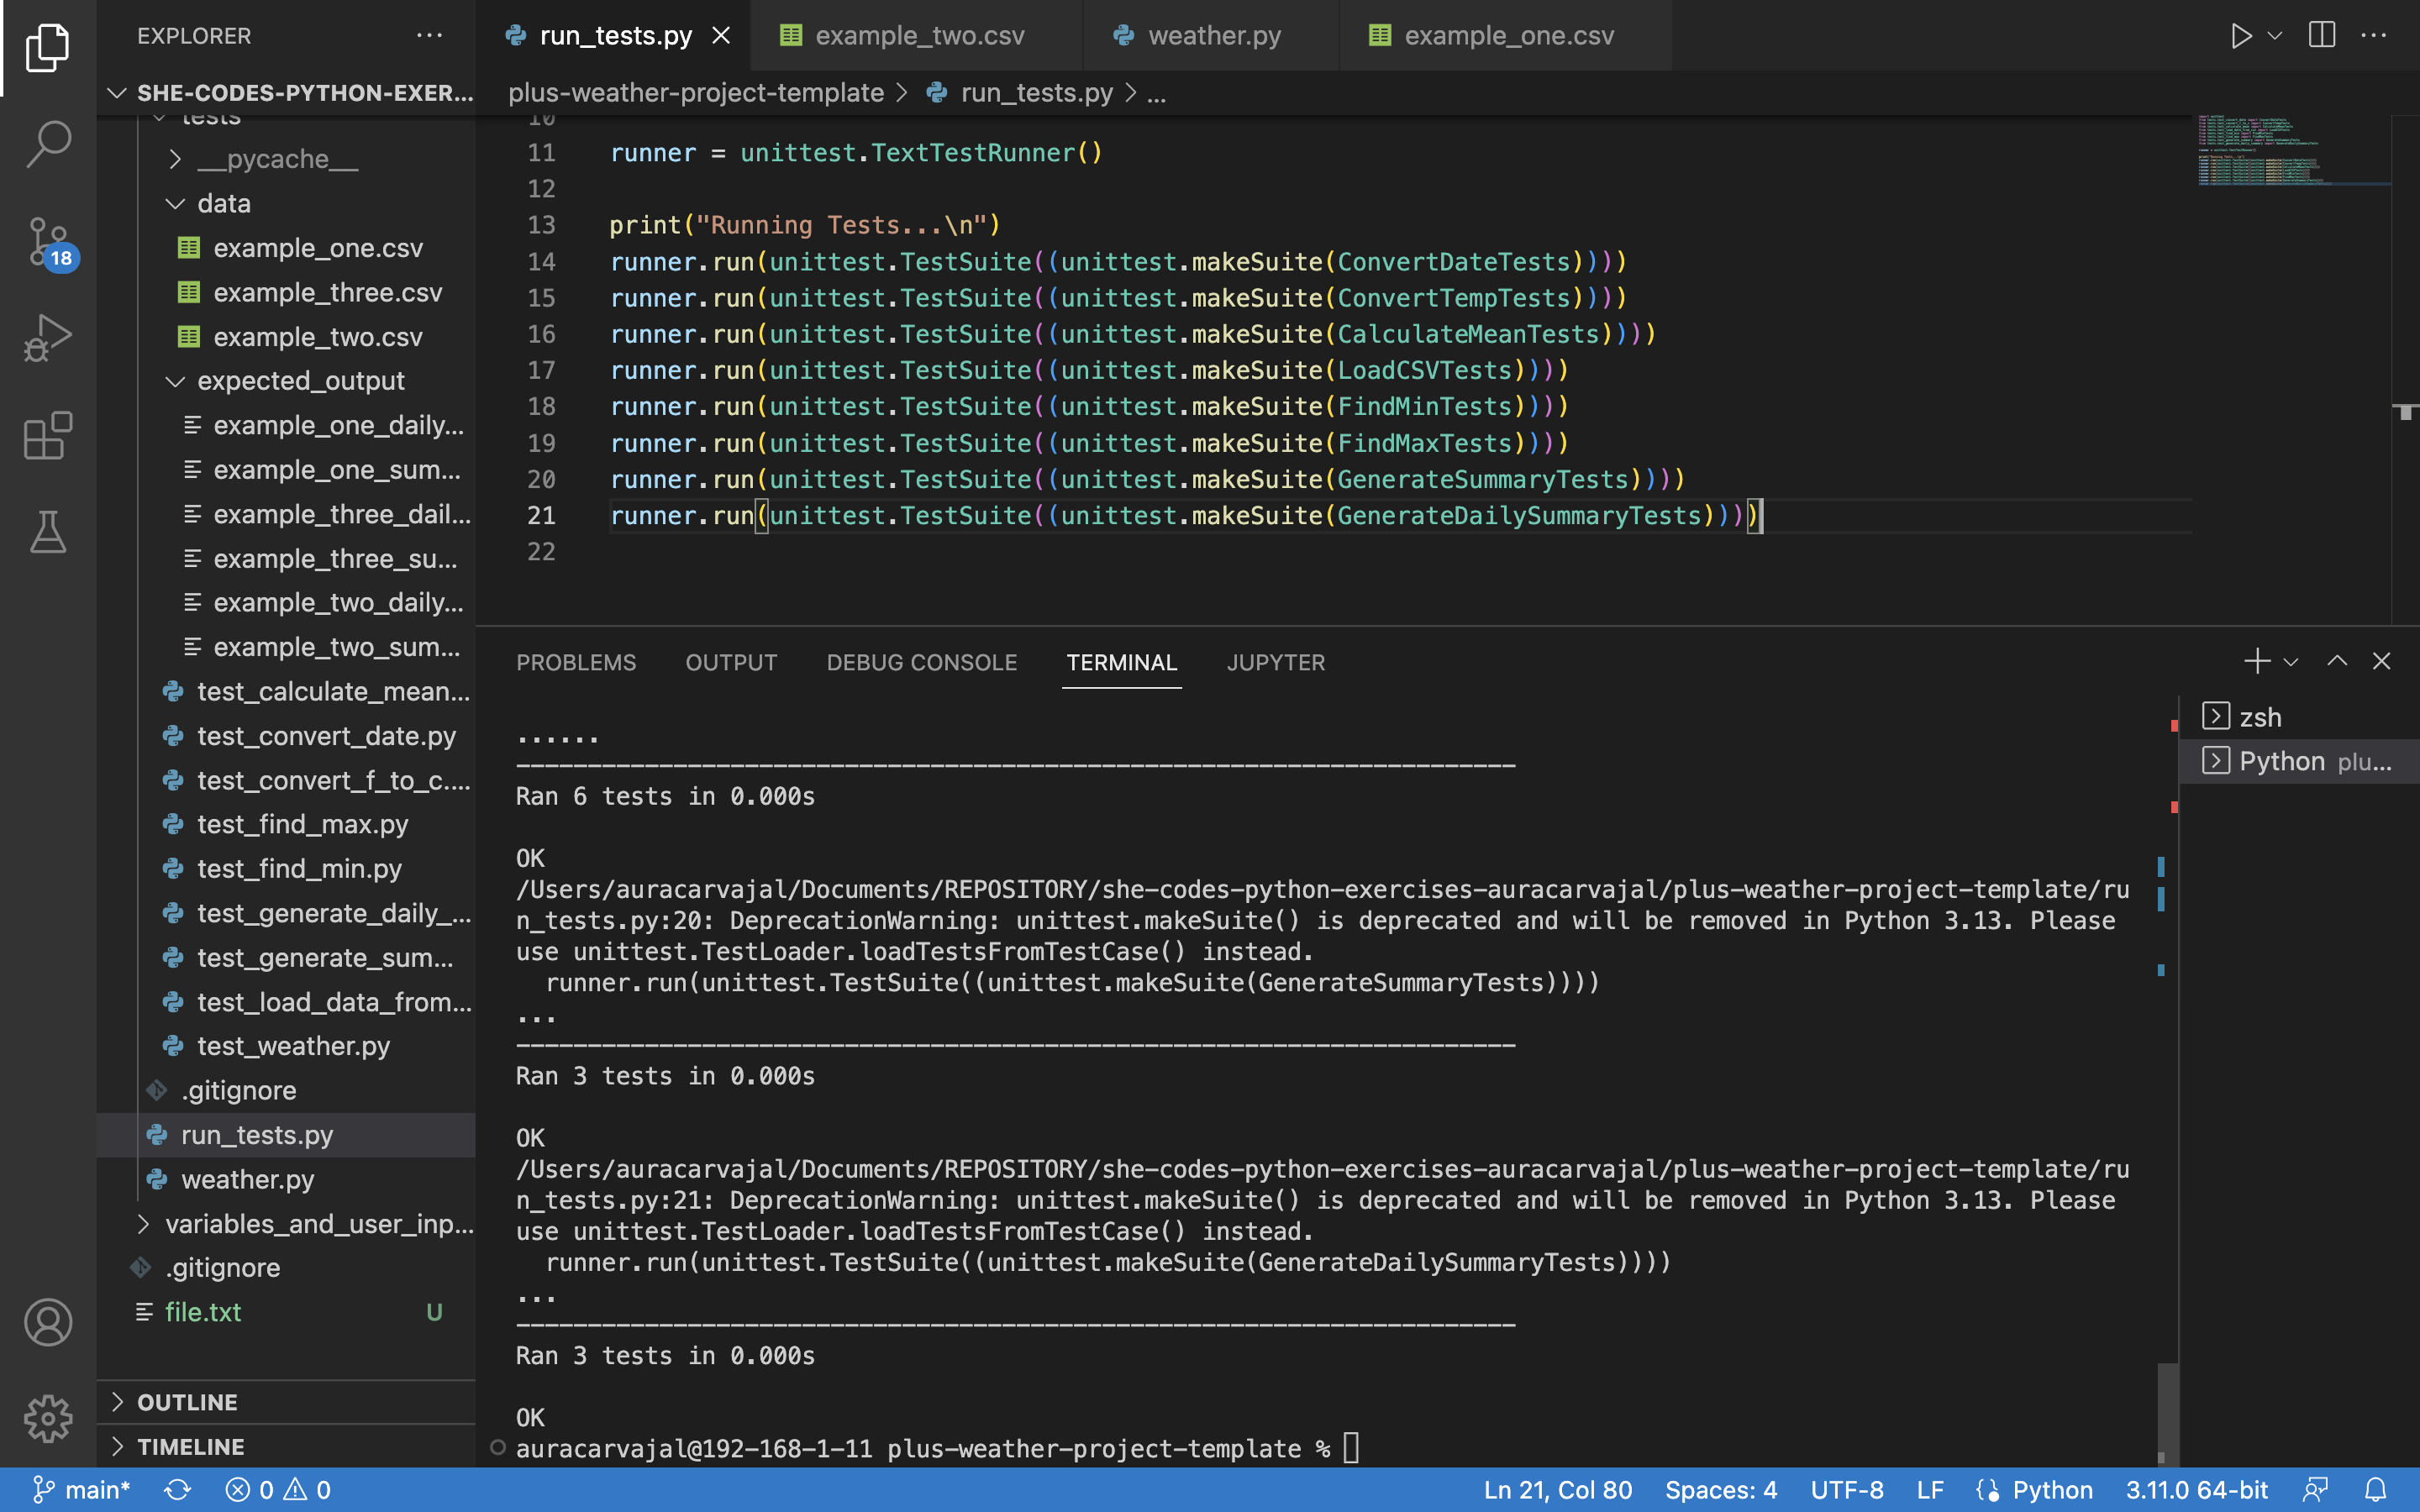 EXPLORER
run_tests.py
example_two.csv
weather.py
example_one.csv
SHE-CODES-PYTHON-EXER...
plus-weather-project-template > run_tests.py > ...
tests
__pycache__
data
example_one.csv
example_three.csv
example_two.csv
expected_output
example_one_daily...
example_one_sum...
example_three_dail...
example_three_su...
example_two_daily...
example_two_sum...
test_calculate_mean...
test_convert_date.py
test_convert_f_to_c....
test_find_max.py
test_find_min.py
test_generate_daily_...
test_generate_sum...
test_load_data_from...
test_weather.py
.gitignore
run_tests.py
weather.py
variables_and_user_inp...
.gitignore
file.txt U
OUTLINE
TIMELINE
18
10
11 runner = unittest.TextTestRunner()
12
13 print("Running Tests...\n")
14 runner.run(unittest.TestSuite((unittest.makeSuite(ConvertDateTests))))
15 runner.run(unittest.TestSuite((unittest.makeSuite(ConvertTempTests))))
16 runner.run(unittest.TestSuite((unittest.makeSuite(CalculateMeanTests))))
17 runner.run(unittest.TestSuite((unittest.makeSuite(LoadCSVTests))))
18 runner.run(unittest.TestSuite((unittest.makeSuite(FindMinTests))))
19 runner.run(unittest.TestSuite((unittest.makeSuite(FindMaxTests))))
20 runner.run(unittest.TestSuite((unittest.makeSuite(GenerateSummaryTests))))
21 runner.run(unittest.TestSuite((unittest.makeSuite(GenerateDailySummaryTests))))
22
PROBLEMS OUTPUT DEBUG CONSOLE TERMINAL JUPYTER
zsh
Python plu...
......
----------------------------------------------------------------------
Ran 6 tests in 0.000s
OK
/Users/auracarvajal/Documents/REPOSITORY/she-codes-python-exercises-auracarvajal/plus-weather-project-template/ru
n_tests.py:20: DeprecationWarning: unittest.makeSuite() is deprecated and will be removed in Python 3.13. Please
use unittest.TestLoader.loadTestsFromTestCase() instead.
runner.run(unittest.TestSuite((unittest.makeSuite(GenerateSummaryTests))))
...
----------------------------------------------------------------------
Ran 3 tests in 0.000s
OK
/Users/auracarvajal/Documents/REPOSITORY/she-codes-python-exercises-auracarvajal/plus-weather-project-template/ru
n_tests.py:21: DeprecationWarning: unittest.makeSuite() is deprecated and will be removed in Python 3.13. Please
use unittest.TestLoader.loadTestsFromTestCase() instead.
runner.run(unittest.TestSuite((unittest.makeSuite(GenerateDailySummaryTests))))
...
----------------------------------------------------------------------
Ran 3 tests in 0.000s
OK
auracarvajal@192-168-1-11 plus-weather-project-template %
main* 0 0 Ln 21, Col 80 Spaces: 4 UTF-8 LF Python 3.11.0 64-bit